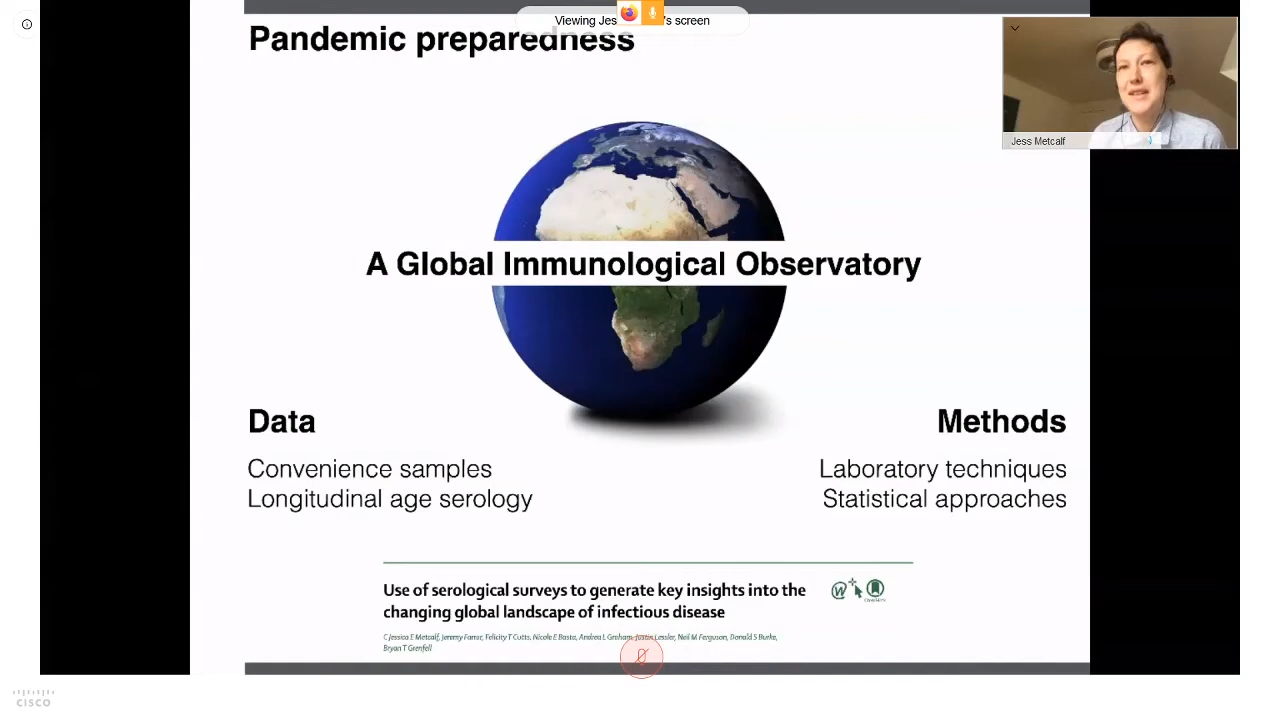 Viewing Jes 's screen
Pandemic preparedness
Jess Metcalf
A Global Immunological Observatory
Data
Methods
Convenience samples
Laboratory techniques
Longitudinal age serology
Statistical approaches
Use of serological surveys to generate key insights into the
changing global landscape of infectious disease
C Jessica E Metcalf, Jeremy Farrar, Felicity T Cutts, Nicole E Basta, Andrea L Graham, Justin Lessler, Neil M Ferguson, Donald S Burke,
Bryan T Grenfell
CISCO